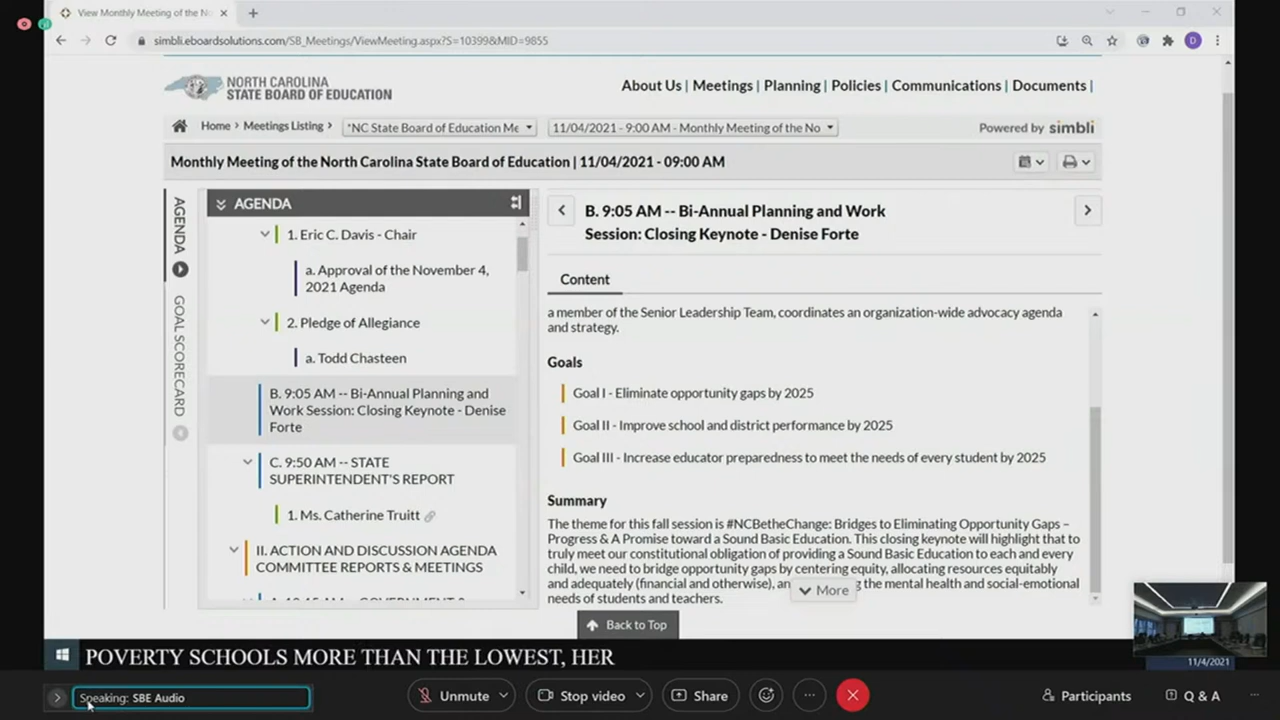 View Monthly Meeting of the No
simbli.eboardsolutions.com/SB_Meetings/ViewMeeting.aspx?S=10399&MID=9855
D
NORTH CAROLINA
STATE BOARD OF EDUCATION
About Us | Meetings | Planning | Policies | Communications | Documents |
Home > Meetings Listing >
*NC State Board of Education Me
11/04/2021 - 9:00 AM - Monthly Meeting of the No
Powered by simbli
Monthly Meeting of the North Carolina State Board of Education | 11/04/2021 - 09:00 AM
AGENDA
GOAL SCORECARD
AGENDA
1. Eric C. Davis - Chair
a. Approval of the November 4,
2021 Agenda
2. Pledge of Allegiance
a. Todd Chasteen
B. 9:05 AM -- Bi-Annual Planning and
Work Session: Closing Keynote - Denise
Forte
C. 9:50 AM -- STATE
SUPERINTENDENT'S REPORT
1. Ms. Catherine Truitt
II. ACTION AND DISCUSSION AGENDA
COMMITTEE REPORTS & MEETINGS
B. 9:05 AM -- Bi-Annual Planning and Work
Session: Closing Keynote - Denise Forte
Content
a member of the Senior Leadership Team, coordinates an organization-wide advocacy agenda
and strategy.
Goals
Goal I - Eliminate opportunity gaps by 2025
Goal II - Improve school and district performance by 2025
Goal III - Increase educator preparedness to meet the needs of every student by 2025
Summary
The theme for this fall session is #NCBetheChange: Bridges to Eliminating Opportunity Gaps –
Progress & A Promise toward a Sound Basic Education. This closing keynote will highlight that to
truly meet our constitutional obligation of providing a Sound Basic Education to each and every
child, we need to bridge opportunity gaps by centering equity, allocating resources equitably
and adequately (financial and otherwise), an the mental health and social-emotional
needs of students and teachers.
More
Back to Top
POVERTY SCHOOLS MORE THAN THE LOWEST, HER
11/4/2021
Speaking: SBE Audio
Unmute
Stop video
Share
Participants
Q & A